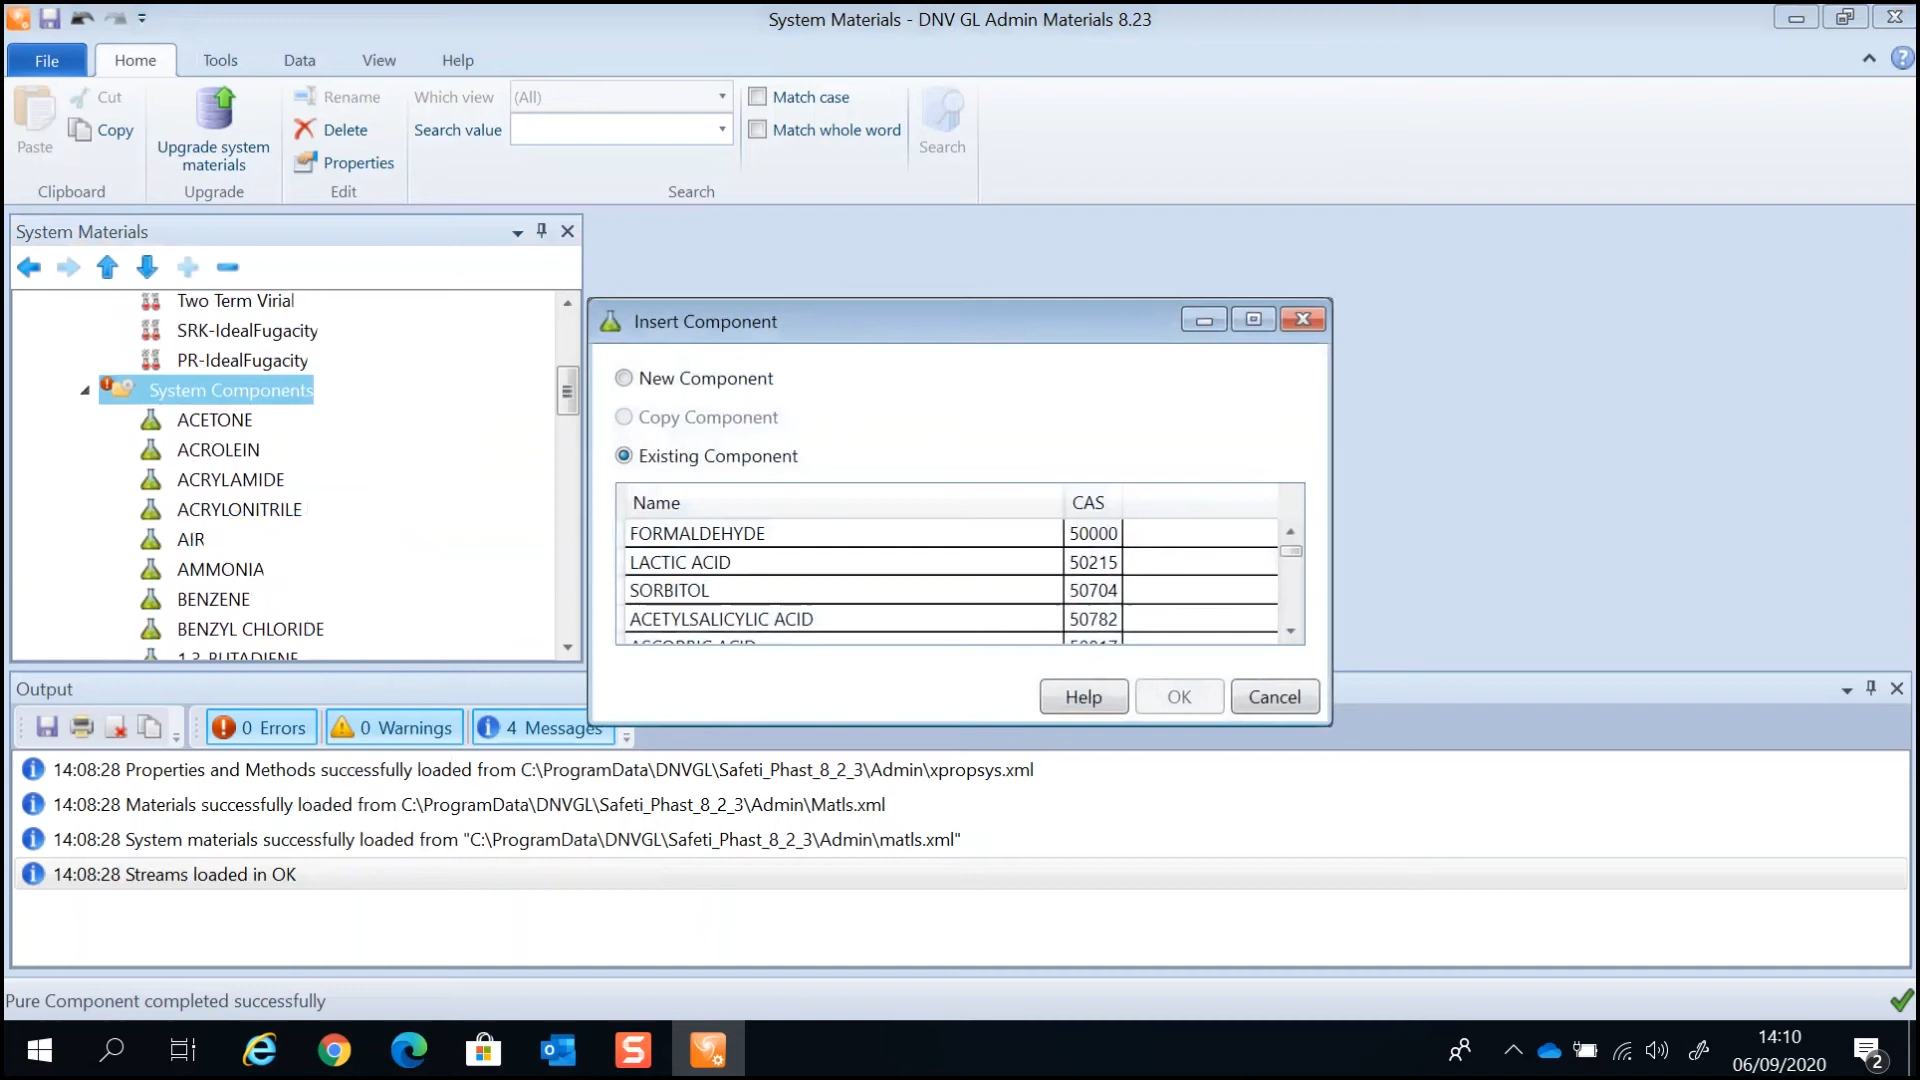 System Materials - DNV GL Admin Materials 8.23
File
Home
Tools
Data
View
Help
Paste
Cut
Copy
Clipboard
Upgrade system
materials
Upgrade
Rename
Delete
Properties
Edit
Which view
(All)
Search value
Match case
Match whole word
Search
Search
System Materials
Two Term Virial
SRK-IdealFugacity
PR-IdealFugacity
System Components
ACETONE
ACROLEIN
ACRYLAMIDE
ACRYLONITRILE
AIR
AMMONIA
BENZENE
BENZYL CHLORIDE
1,3-BUTADIENE
Insert Component
New Component
Copy Component
Existing Component
Name CAS
FORMALDEHYDE 50000
LACTIC ACID 50215
SORBITOL 50704
ACETYLSALICYLIC ACID 50782
ASCORBIC ACID 50817
Help
OK
Cancel
Output
0 Errors
0 Warnings
4 Messages
14:08:28 Properties and Methods successfully loaded from C:\ProgramData\DNVGL\Safeti_Phast_8_2_3\Admin\xpropsys.xml
14:08:28 Materials successfully loaded from C:\ProgramData\DNVGL\Safeti_Phast_8_2_3\Admin\Matls.xml
14:08:28 System materials successfully loaded from "C:\ProgramData\DNVGL\Safeti_Phast_8_2_3\Admin\matls.xml"
14:08:28 Streams loaded in OK
Pure Component completed successfully
14:10
06/09/2020
2